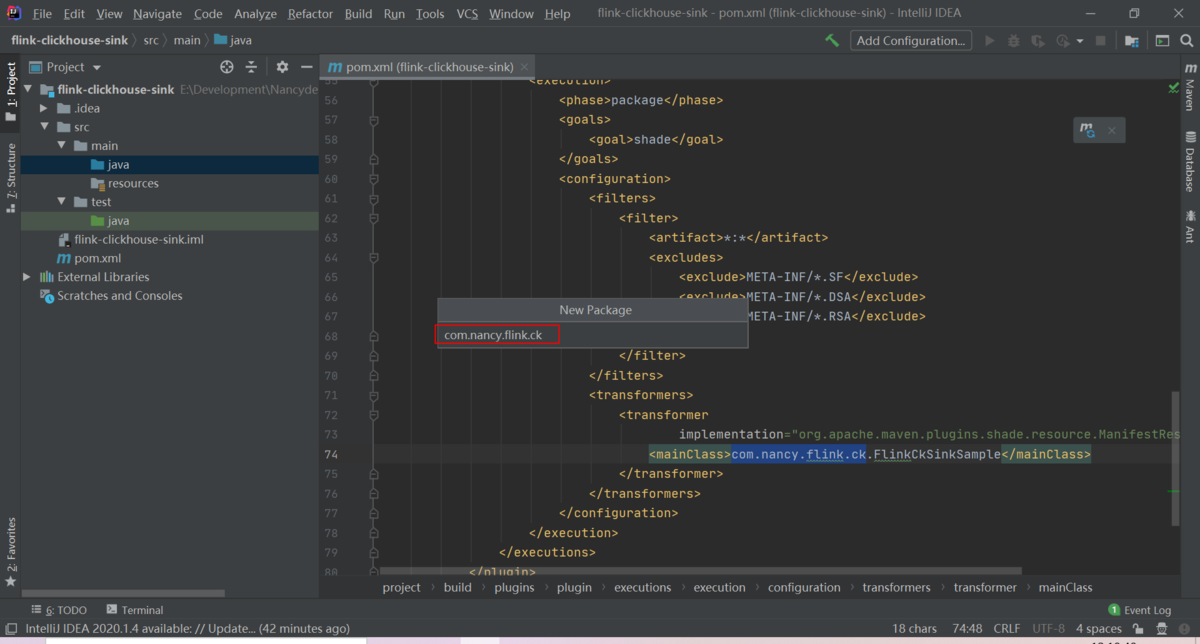 File Edit View Navigate Code Analyze Refactor Build Run Tools VCS Window Help flink-clickhouse-sink - pom.xml (flink-clickhouse-sink) - IntelliJ IDEA
flink-clickhouse-sink src main java Add Configuration...
Project
pom.xml (flink-clickhouse-sink)
1: Project
7: Structure
2: Favorites
flink-clickhouse-sink E:\Development\Nancyde
.idea
src
main
java
resources
test
java
flink-clickhouse-sink.iml
pom.xml
External Libraries
Scratches and Consoles
55 <execution>
56 <phase>package</phase>
57 <goals>
58 <goal>shade</goal>
59 </goals>
60 <configuration>
61 <filters>
62 <filter>
63 <artifact>*:*</artifact>
64 <excludes>
65 <exclude>META-INF/*.SF</exclude>
66 <exclude>META-INF/*.DSA</exclude>
67 META-INF/*.RSA</exclude>
68
69 </filter>
70 </filters>
71 <transformers>
72 <transformer
73 implementation="org.apache.maven.plugins.shade.resource.ManifestRes
74 <mainClass>com.nancy.flink.ck.FlinkCkSinkSample</mainClass>
75 </transformer>
76 </transformers>
77 </configuration>
78 </execution>
79 </executions>
80 </plugin>
New Package
com.nancy.flink.ck
Maven
Database
Ant
project build plugins plugin executions execution configuration transformers transformer mainClass
6: TODO Terminal 1 Event Log
IntelliJ IDEA 2020.1.4 available: // Update... (42 minutes ago) 18 chars 74:48 CRLF UTF-8 4 spaces